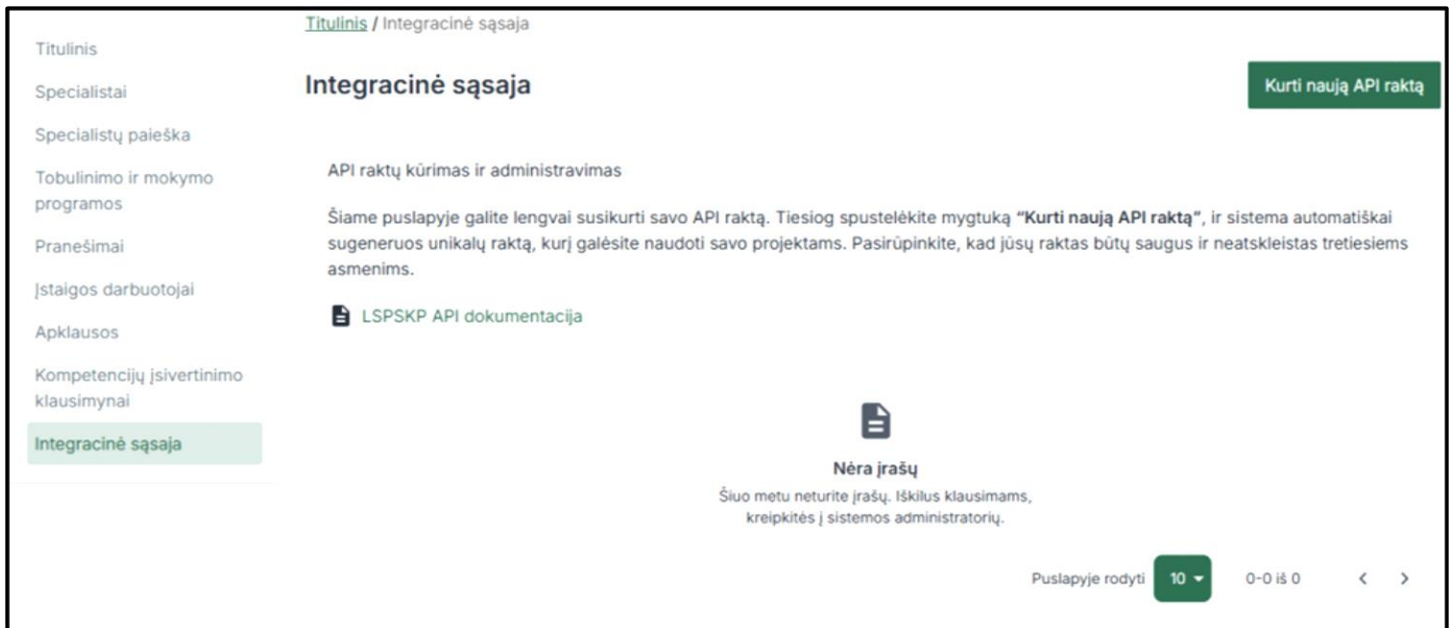 Titulinis / Integracinė sąsaja
Titulinis
Specialistai
Specialistų paieška
Tobulinimo ir mokymo
programos
Pranešimai
Įstaigos darbuotojai
Apklausos
Kompetencijų įsivertinimo
klausimynai
Integracinė sąsaja
Integracinė sąsaja
Kurti naują API raktą
API raktų kūrimas ir administravimas
Šiame puslapyje galite lengvai susikurti savo API raktą. Tiesiog spustelėkite mygtuką “Kurti naują API raktą”, ir sistema automatiškai
sugeneruos unikalų raktą, kurį galėsite naudoti savo projektams. Pasirūpinkite, kad jūsų raktas būtų saugus ir neatskleistas tretiesiems
asmenims.
LSPSKP API dokumentacija
Nėra įrašų
Šiuo metu neturite įrašų. Iškilus klausimams,
kreipkitės į sistemos administratorių.
Puslapyje rodyti 10 0-0 iš 0